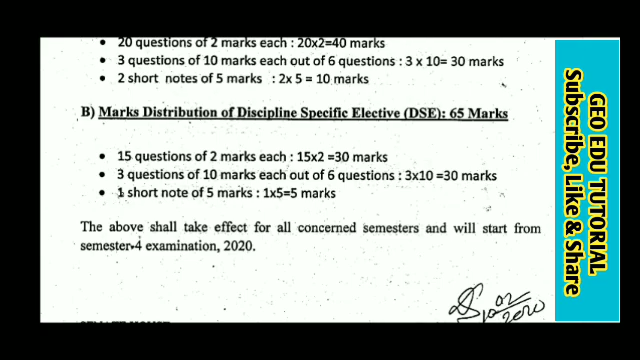 20 questions of 2 marks each : 20x2=40 marks
3 questions of 10 marks each out of 6 questions : 3 x 10= 30 marks
2 short notes of 5 marks : 2x 5 = 10 marks
B) Marks Distribution of Discipline Specific Elective (DSE): 65 Marks
15 questions of 2 marks each : 15x2 =30 marks
3 questions of 10 marks each out of 6 questions : 3x10 =30 marks
1 short note of 5 marks : 1x5=5 marks
The above shall take effect for all concerned semesters and will start from
semester-4 examination, 2020.
GEO EDU TUTORIAL
Subscribe, Like & Share